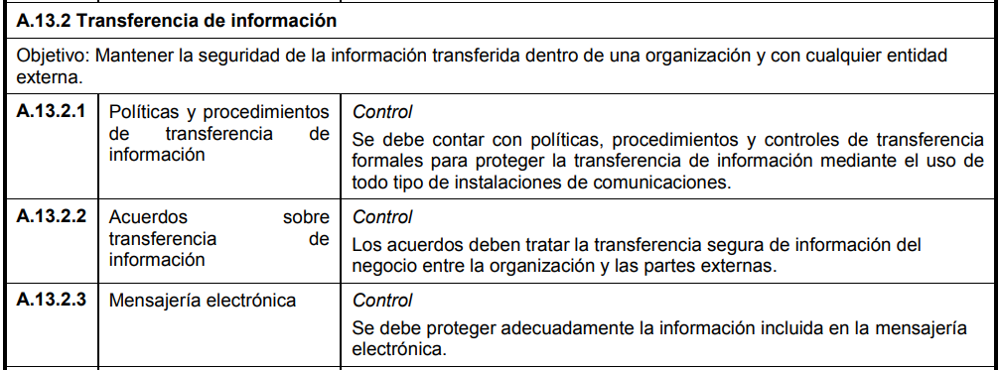 A.13.2 Transferencia de información
Objetivo: Mantener la seguridad de la información transferida dentro de una organización y con cualquier entidad
externa.
A.13.2.1
Políticas y procedimientos
de transferencia de
información
Control
Se debe contar con políticas, procedimientos y controles de transferencia
formales para proteger la transferencia de información mediante el uso de
todo tipo de instalaciones de comunicaciones.
A.13.2.2
Acuerdos sobre
transferencia de
información
Control
Los acuerdos deben tratar la transferencia segura de información del
negocio entre la organización y las partes externas.
A.13.2.3
Mensajería electrónica
Control
Se debe proteger adecuadamente la información incluida en la mensajería
electrónica.